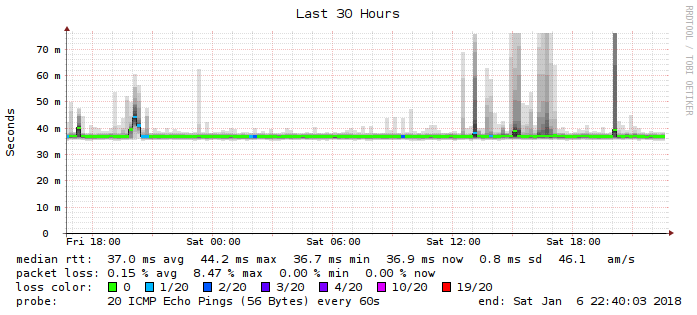 Last 30 Hours
RRDTOOL / TOBI OETIKER
Seconds
70 m
60 m
50 m
40 m
30 m
20 m
10 m
0
Fri 18:00 Sat 00:00 Sat 06:00 Sat 12:00 Sat 18:00
median rtt: 37.0 ms avg 44.2 ms max 36.7 ms min 36.9 ms now 0.8 ms sd 46.1 am/s
packet loss: 0.15 % avg 8.47 % max 0.00 % min 0.00 % now
loss color: 0 1/20 2/20 3/20 4/20 10/20 19/20
probe: 20 ICMP Echo Pings (56 Bytes) every 60s end: Sat Jan 6 22:40:03 2018